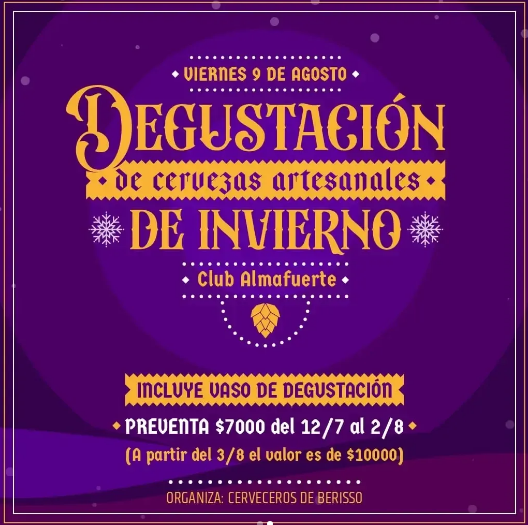 VIERNES 9 DE AGOSTO
DEGUSTACIÓN
de cervezas artesanales
DE INVIERNO
Club Almafuerte
INCLUYE VASO DE DEGUSTACIÓN
PREVENTA $7000 del 12/7 al 2/8
(A partir del 3/8 el valor es de $10000)
ORGANIZA: CERVECEROS DE BERISSO